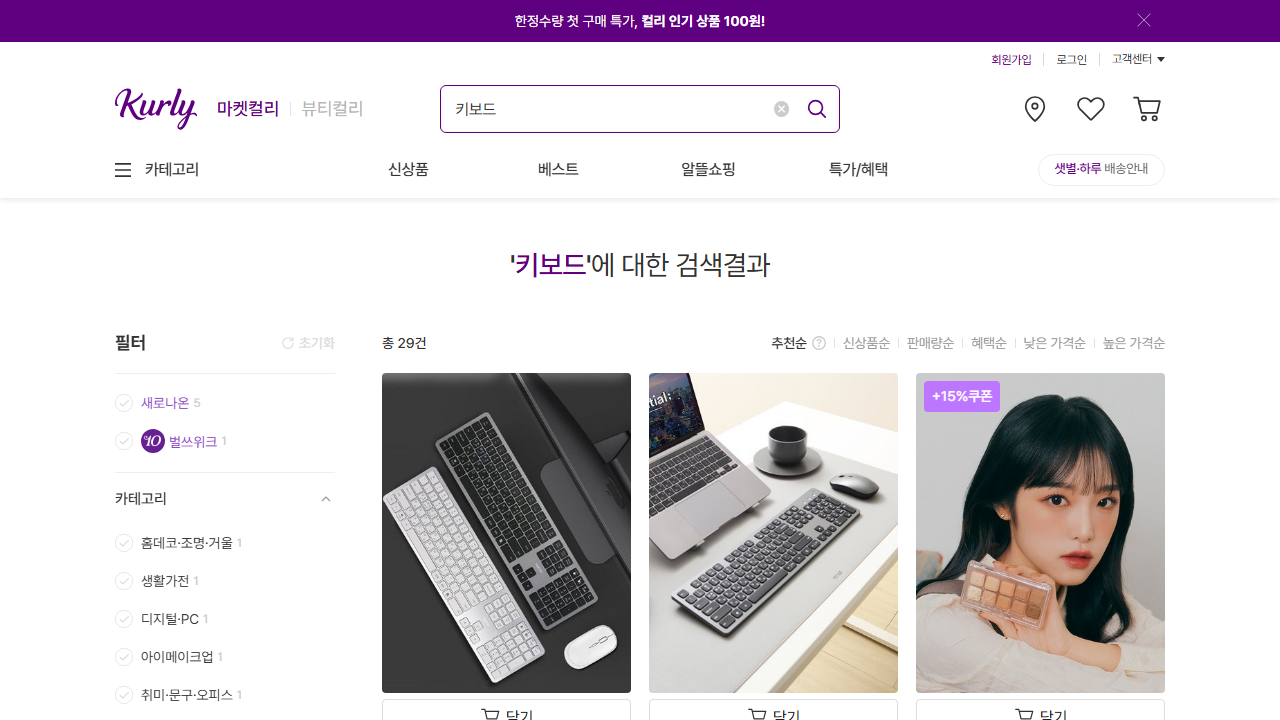 한정수량 첫 구매 특가, 컬리 인기 상품 100원!
회원가입 로그인 고객센터
Kurly 마켓컬리 뷰티컬리
키보드
카테고리 신상품 베스트 알뜰쇼핑 특가/혜택 샛별·하루 배송안내
'키보드'에 대한 검색결과
필터 초기화
총 29건 추천순 신상품순 판매량순 혜택순 낮은 가격순 높은 가격순
새로나온 5
벌쓰위크 1
카테고리
홈데코·조명·거울 1
생활가전 1
디지털·PC 1
아이메이크업 1
취미·문구·오피스 1
+15%쿠폰
담기 담기 담기